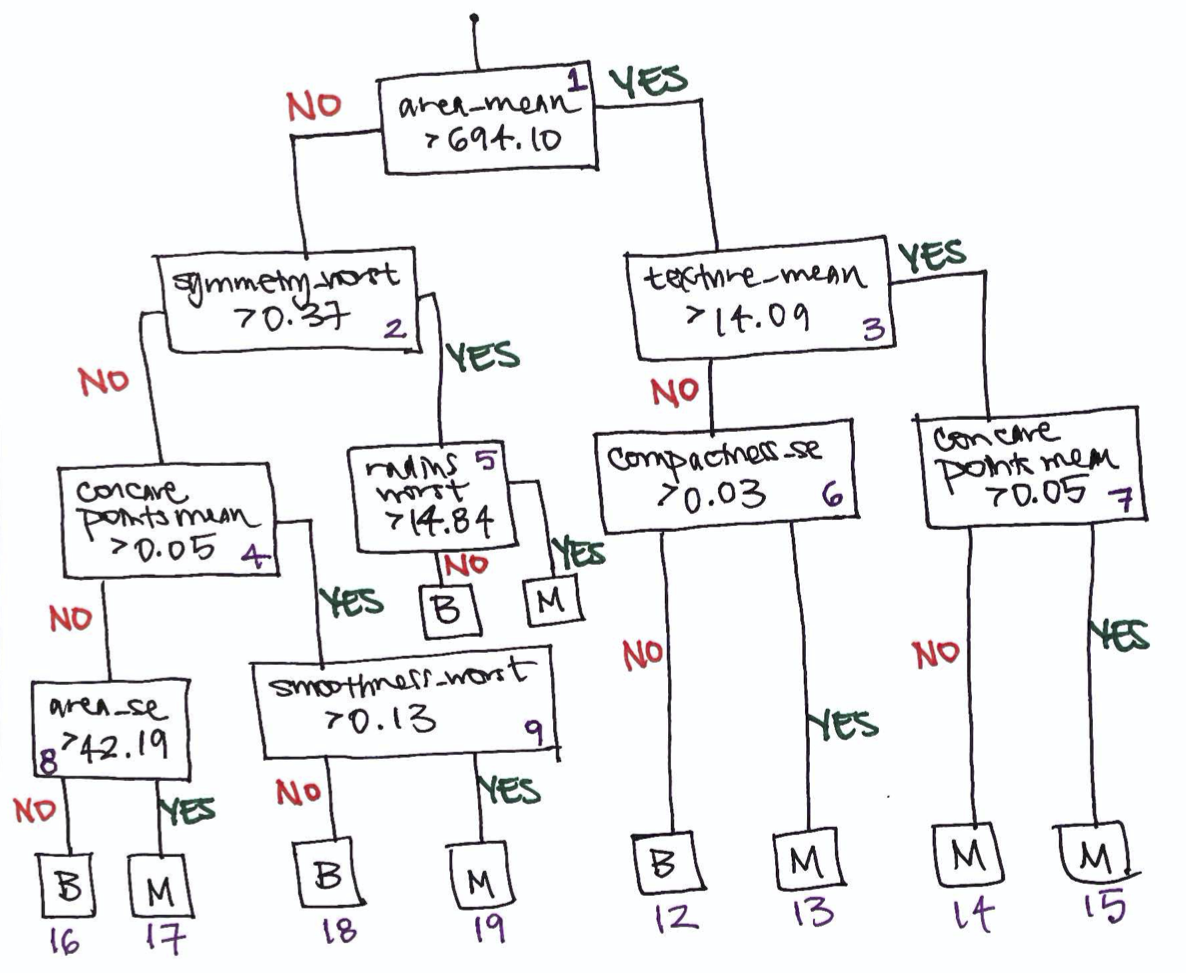 1
NO
YES
area_mean
>694.10
symmetry_worst
>0.37
2
YES
texture_mean
>14.09
3
NO
YES
NO
concave
points mean
>0.05
4
radius
5
worst
>14.84
compactness_se
>0.03
6
concave
points mean
>0.05
7
NO
YES
NO
YES
B
M
NO
YES
NO
YES
area_se
>42.19
8
smoothness_worst
>0.13
9
NO
YES
NO
YES
B
M
B
M
B
M
M
M
16
17
18
19
12
13
14
15